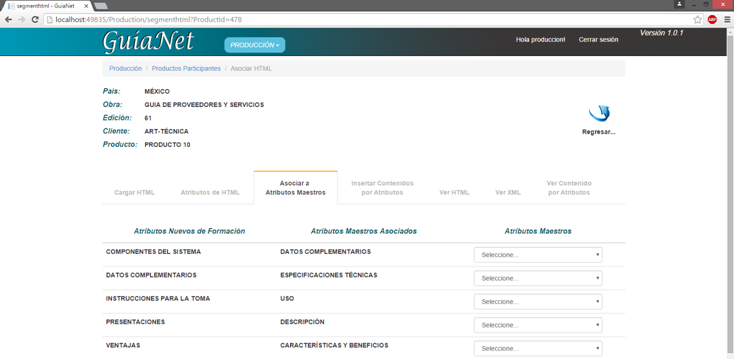 segmenthtml - GuiaNet
localhost:49835/Production/segmenthtml?ProductId=478
ABP
GuíaNet
PRODUCCIÓN
Hola produccion!
Cerrar sesión
Versión 1.0.1
Producción / Productos Participantes / Asociar HTML
País: MÉXICO
Obra: GUIA DE PROVEEDORES Y SERVICIOS
Edición: 61
Cliente: ART-TÉCNICA
Producto: PRODUCTO 10
Regresar...
Cargar HTML
Atributos de HTML
Asociar a
Atributos Maestros
Insertar Contenidos
por Atributos
Ver HTML
Ver XML
Ver Contenido
por Atributos
Atributos Nuevos de Formación Atributos Maestros Asociados Atributos Maestros
COMPONENTES DEL SISTEMA DATOS COMPLEMENTARIOS Seleccione...
DATOS COMPLEMENTARIOS ESPECIFICACIONES TÉCNICAS Seleccione...
INSTRUCCIONES PARA LA TOMA USO Seleccione...
PRESENTACIONES DESCRIPCIÓN Seleccione...
VENTAJAS CARACTERÍSTICAS Y BENEFICIOS Seleccione...